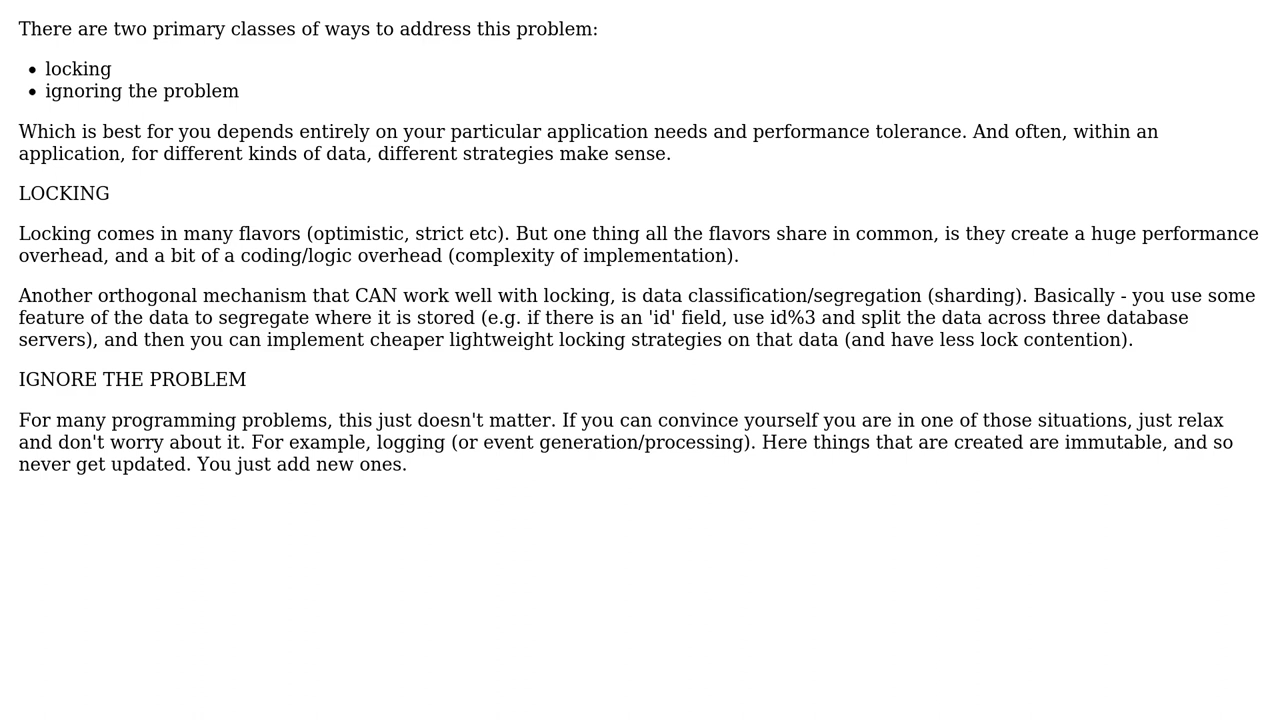 There are two primary classes of ways to address this problem:
• locking
• ignoring the problem
Which is best for you depends entirely on your particular application needs and performance tolerance. And often, within an
application, for different kinds of data, different strategies make sense.
LOCKING
Locking comes in many flavors (optimistic, strict etc). But one thing all the flavors share in common, is they create a huge performance
overhead, and a bit of a coding/logic overhead (complexity of implementation).
Another orthogonal mechanism that CAN work well with locking, is data classification/segregation (sharding). Basically - you use some
feature of the data to segregate where it is stored (e.g. if there is an 'id' field, use id%3 and split the data across three database
servers), and then you can implement cheaper lightweight locking strategies on that data (and have less lock contention).
IGNORE THE PROBLEM
For many programming problems, this just doesn't matter. If you can convince yourself you are in one of those situations, just relax
and don't worry about it. For example, logging (or event generation/processing). Here things that are created are immutable, and so
never get updated. You just add new ones.